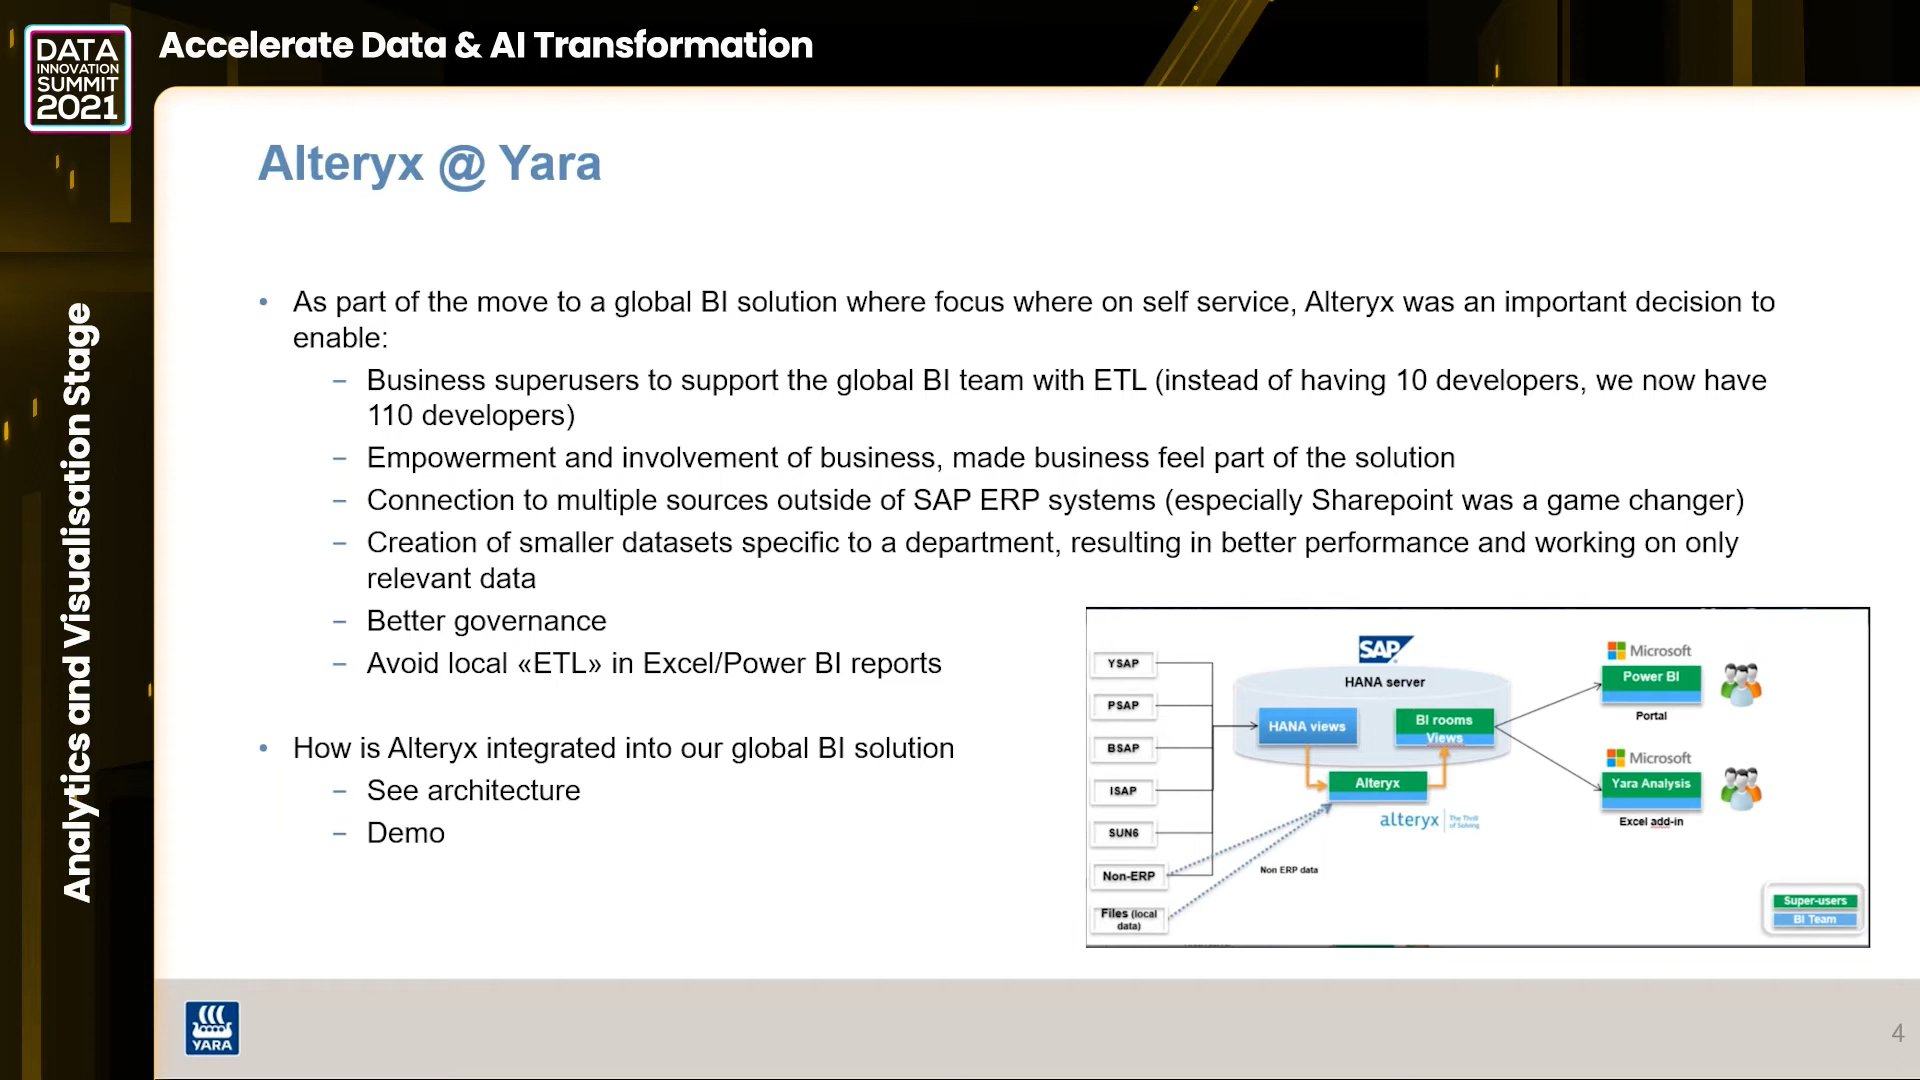 DATA
INNOVATION
SUMMIT
2021
Accelerate Data & AI Transformation
Analytics and Visualisation Stage
Alteryx @ Yara
• As part of the move to a global BI solution where focus where on self service, Alteryx was an important decision to
enable:
– Business superusers to support the global BI team with ETL (instead of having 10 developers, we now have
110 developers)
– Empowerment and involvement of business, made business feel part of the solution
– Connection to multiple sources outside of SAP ERP systems (especially Sharepoint was a game changer)
– Creation of smaller datasets specific to a department, resulting in better performance and working on only
relevant data
– Better governance
– Avoid local «ETL» in Excel/Power BI reports
• How is Alteryx integrated into our global BI solution
– See architecture
– Demo
YSAP
PSAP
BSAP
ISAP
SUN6
Non-ERP
Files (local
data)
SAP
HANA server
HANA views
BI rooms
Views
Alteryx
alteryx
The Thrill
of Solving
Non ERP data
Microsoft
Power BI
Portal
Microsoft
Yara Analysis
Excel add-in
Super-users
BI Team
YARA
4